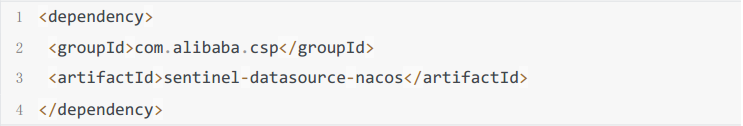 1 <dependency>
2 <groupId>com.alibaba.csp</groupId>
3 <artifactId>sentinel-datasource-nacos</artifactId>
4 </dependency>